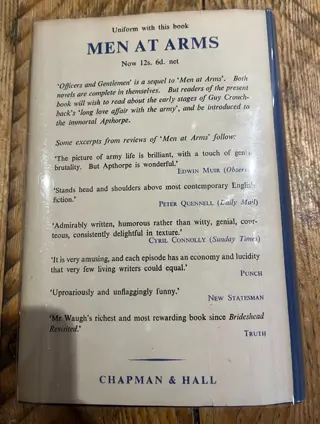 Uniform with this book
MEN AT ARMS
Now 12s. 6d. net
'Officers and Gentlemen' is a sequel to 'Men at Arms'. Both
novels are complete in themselves. But readers of the present
book will wish to read about the early stages of Guy Crouch-
back's 'long love affair with the army', and be introduced to
the immortal Apthorpe.
Some excerpts from reviews of 'Men at Arms' follow:
'The picture of army life is brilliant, with a touch of
brutality. But Apthorpe is wonderful.'
EDWIN MUIR (Observ
'Stands head and shoulders above most contemporary Englis
fiction.'
PETER QUENNELL (Daily Mail)
'Admirably written, humorous rather than witty, genial,
consistently delightful in texture.'
CYRIL CONNOLLY (Sunday Times)
'It is very amusing, and each episode has an economy and lucidity
that very few living writers could equal.'
PUNCH
'Uproariously and unflaggingly funny.'
NEW STATESMAN
'Mr. Waugh's richest and most rewarding book since Brideshead
Revisited.'
TRUTH
CHAPMAN & HALL